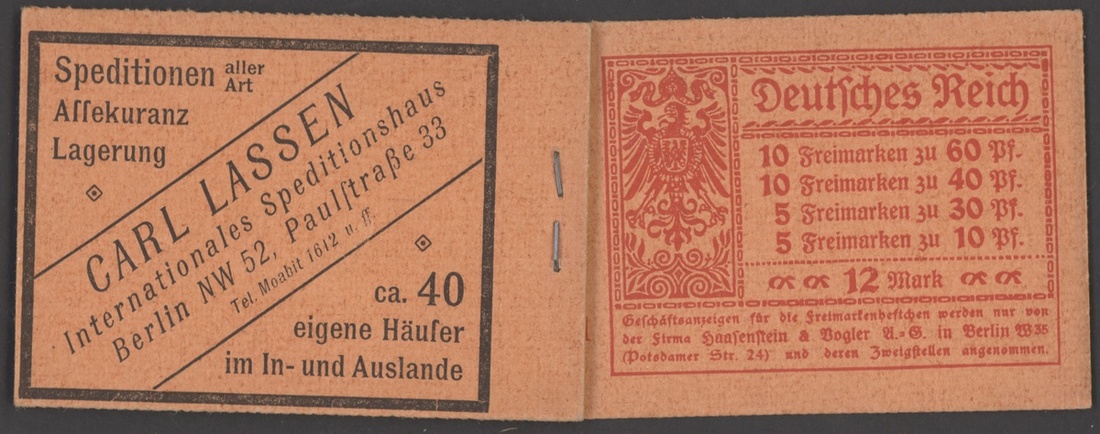 Speditionen aller Art
Aſſekuranz
Lagerung
CARL LASSEN
Internationales Speditionshaus
Berlin NW 52, Paulſtraße 33
Tel. Moabit 1612 u. ff.
ca. 40
eigene Häuſer
im In- und Auslande
Deutſches Reich
10 Freimarken zu 60 Pf.
10 Freimarken zu 40 Pf.
5 Freimarken zu 30 Pf.
5 Freimarken zu 10 Pf.
12 Mark
Geſchäftsanzeigen für die Freimarkenheftchen werden nur von
der Firma Haaſenſtein & Vogler A.=G. in Berlin W 35
(Potsdamer Str. 24) und deren Zweigſtellen angenommen.